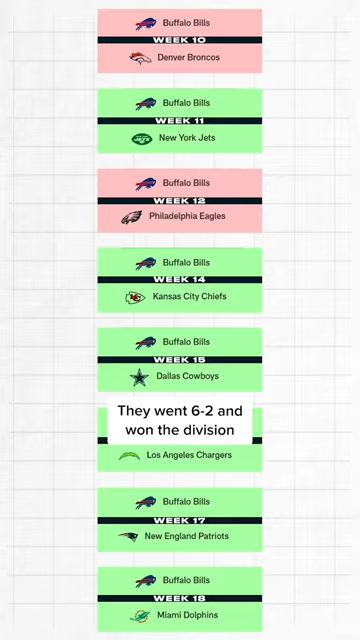 Buffalo Bills
WEEK 10
Denver Broncos
Buffalo Bills
WEEK 11
New York Jets
Buffalo Bills
WEEK 12
Philadelphia Eagles
Buffalo Bills
WEEK 14
Kansas City Chiefs
Buffalo Bills
WEEK 15
Dallas Cowboys
They went 6-2 and
won the division
Los Angeles Chargers
Buffalo Bills
WEEK 17
New England Patriots
Buffalo Bills
WEEK 18
Miami Dolphins